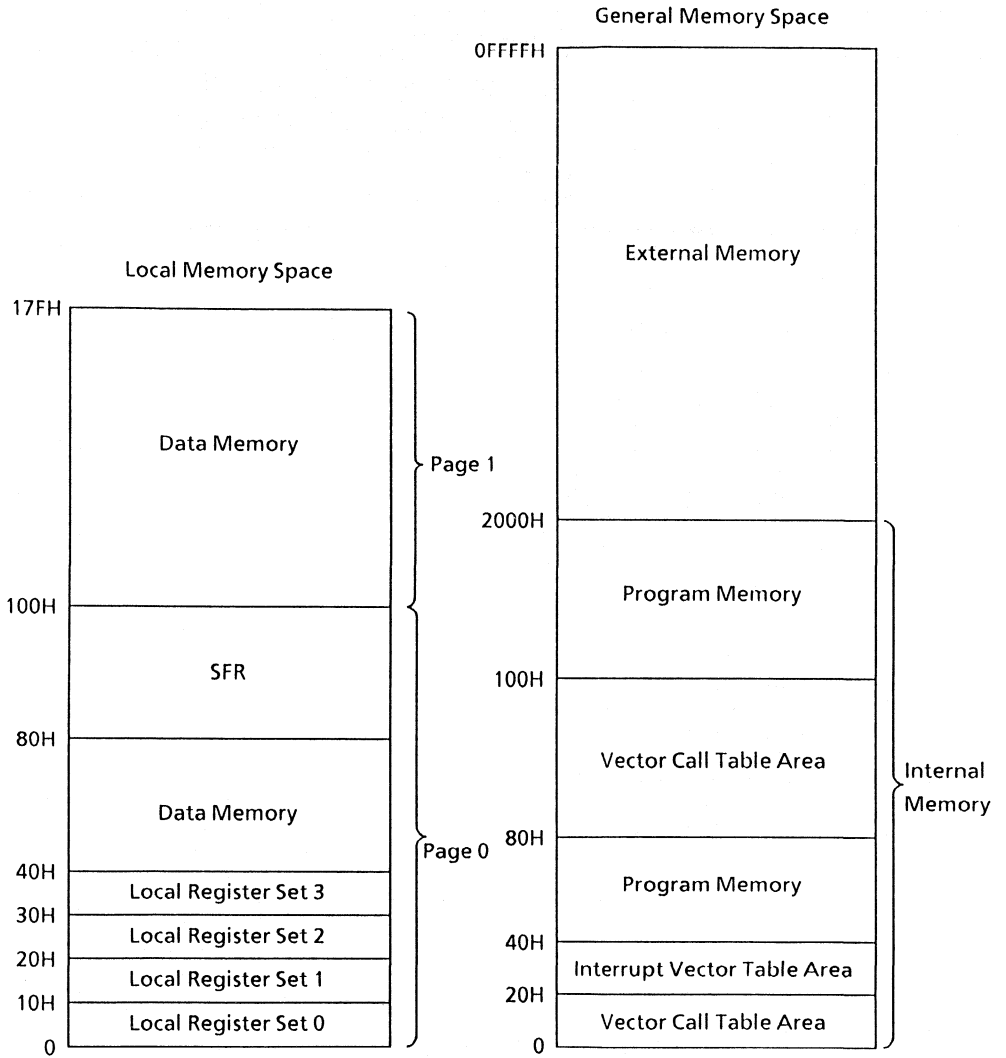 General Memory Space
0FFFFH
External Memory
Local Memory Space
17FH
Data Memory
Page 1
2000H
Program Memory
100H
SFR
100H
80H
Vector Call Table Area
Internal
Memory
Data Memory
80H
Page 0
40H
Program Memory
Local Register Set 3
30H
Local Register Set 2
40H
20H
Interrupt Vector Table Area
Local Register Set 1
20H
10H
Local Register Set 0
Vector Call Table Area
0
0